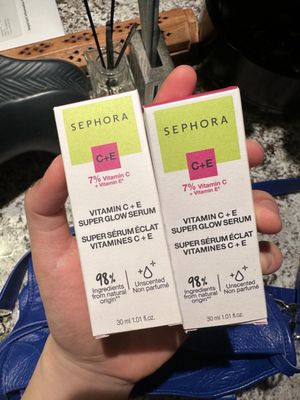 SEPHORA
C+E
7% Vitamin C
+ Vitamin E*
VITAMIN C + E
SUPER GLOW SERUM
SUPER SÉRUM ÉCLAT
VITAMINES C + E
98%
Ingredients
from natural
origin**
Unscented
Non parfumé
30 ml 1.01 fl.oz.
SEPHORA
C+E
7% Vitamin C
+ Vitamin E*
VITAMIN C + E
SUPER GLOW SERUM
SUPER SÉRUM ÉCLAT
VITAMINES C + E
98%
Ingredients
from natural
origin**
Unscented
Non parfumé
30 ml 1.01 fl.oz.